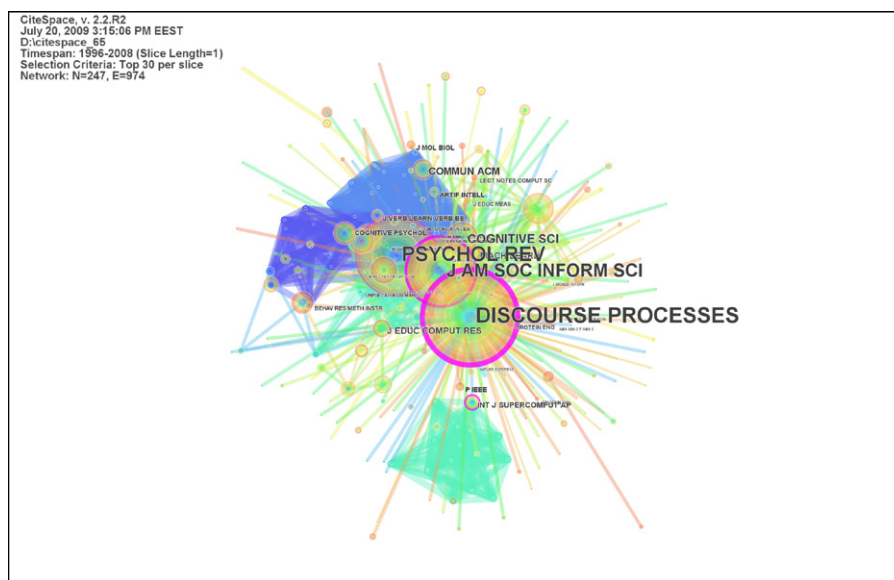 CiteSpace, v. 2.2.R2
July 20, 2009 3:15:06 PM EEST
D:\citespace_65
Timespan: 1996-2008 (Slice Length=1)
Selection Criteria: Top 30 per slice
Network: N=247, E=974
J MOL BIOL
COMMUN ACM
LECT NOTES COMPUT SC
ARTIF INTELL
J EDUC MEAS
J VERB LEARN VERB BE
COGNITIVE PSYCHOL
COGNITIVE SCI
PSYCHOL REV
J AM SOC INFORM SCI
BEHAV RES METH INSTR
DISCOURSE PROCESSES
J EDUC COMPUT RES
PROTEIN ENG
P IEEE
INT J SUPERCOMPUT AP